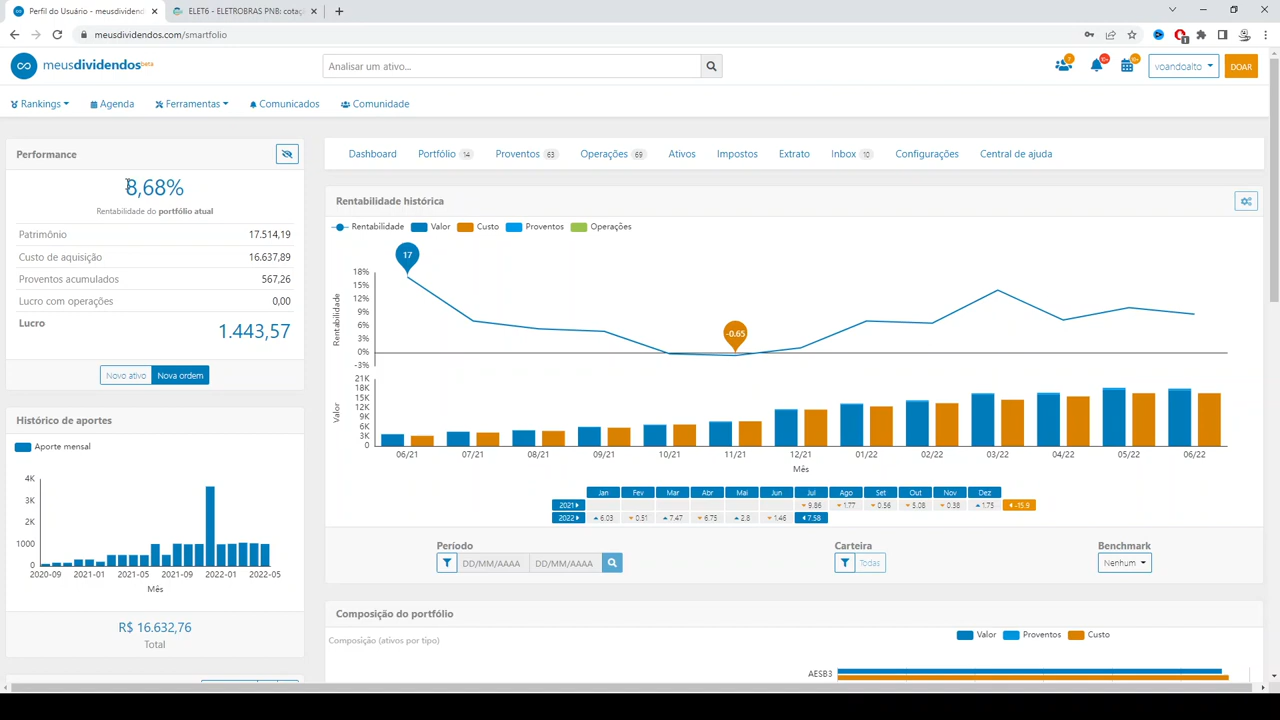 Perfil do Usuário - meusdividend
ELET6 - ELETROBRAS PNB: cotaç
meusdividendos.com/smartfolio
meusdividendos beta
Analisar um ativo...
7
10+
10+
voandoalto
DOAR
Rankings
Agenda
Ferramentas
Comunicados
Comunidade
Performance
8,68%
Rentabilidade do portfólio atual
Patrimônio 17.514,19
Custo de aquisição 16.637,89
Proventos acumulados 567,26
Lucro com operações 0,00
Lucro 1.443,57
Novo ativo Nova ordem
Histórico de aportes
Aporte mensal
4K
3K
2K
1000
0
2020-09 2021-01 2021-05 2021-09 2022-01 2022-05
Mês
R$ 16.632,76
Total
Dashboard Portfólio 14 Proventos 63 Operações 69 Ativos Impostos Extrato Inbox 10 Configurações Central de ajuda
Rentabilidade histórica
Rentabilidade Valor Custo Proventos Operações
17
-0.65
Rentabilidade
18%
15%
12%
9%
6%
3%
0%
-3%
Valor
21K
18K
15K
12K
9K
6K
3K
0
06/21 07/21 08/21 09/21 10/21 11/21 12/21 01/22 02/22 03/22 04/22 05/22 06/22
Mês
Jan Fev Mar Abr Mai Jun Jul Ago Set Out Nov Dez
2021 9.86 1.77 0.56 5.08 0.38 1.75 -15.9
2022 6.03 0.51 7.47 6.75 2.8 1.46 7.58
Período
DD/MM/AAAA DD/MM/AAAA
Carteira
Todas
Benchmark
Nenhum
Composição do portfólio
Composição (ativos por tipo)
Valor Proventos Custo
AESB3